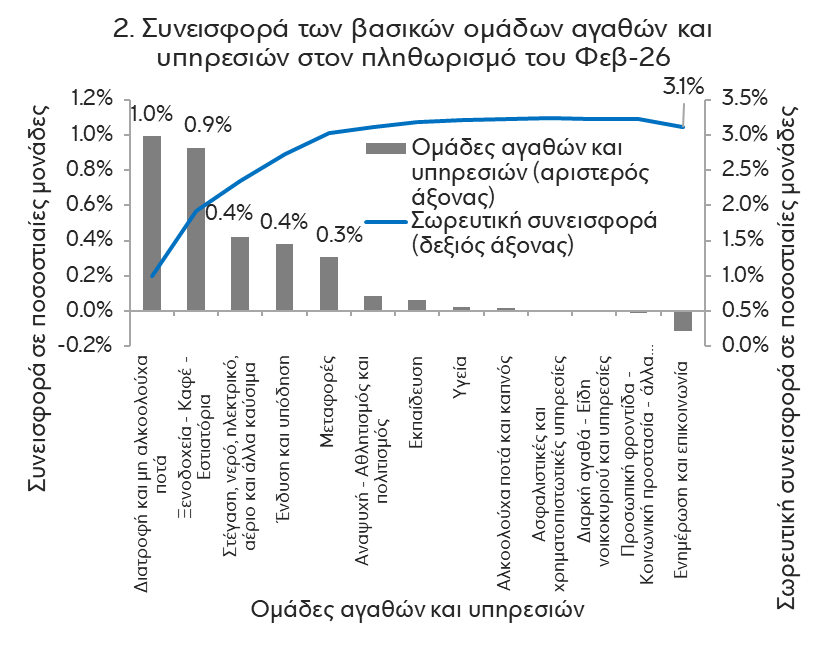 2. Συνεισφορά των βασικών ομάδων αγαθών και
υπηρεσιών στον πληθωρισμό του Φεβ-26
3.1%
1.2%
1.0%
0.8%
0.6%
0.4%
0.2%
0.0%
-0.2%
Συνεισφορά σε ποσοστιαίες μονάδες
1.0%
0.9%
0.4%
0.4%
0.3%
Ομάδες αγαθών και
υπηρεσιών (αριστερός
άξονας)
Σωρευτική συνεισφορά
(δεξιός άξονας)
3.5%
3.0%
2.5%
2.0%
1.5%
1.0%
0.5%
0.0%
Σωρευτική συνεισφορά σε ποσοστιαίες μονάδες
Διατροφή και μη αλκοολούχα
ποτά
Ξενοδοχεία - Καφέ -
Εστιατόρια
Στέγαση, νερό, ηλεκτρικό,
αέριο και άλλα καύσιμα
Ένδυση και υπόδηση
Μεταφορές
Αναψυχή - Αθλητισμός και
πολιτισμός
Εκπαίδευση
Υγεία
Αλκοολούχα ποτά και καπνός
Ασφαλιστικές και
χρηματοπιστωτικές υπηρεσίες
Διαρκή αγαθά - Είδη
νοικοκυριού και υπηρεσίες
Προσωπική φροντίδα -
Κοινωνική προστασία - άλλα...
Ενημέρωση και επικοινωνία
Ομάδες αγαθών και υπηρεσιών